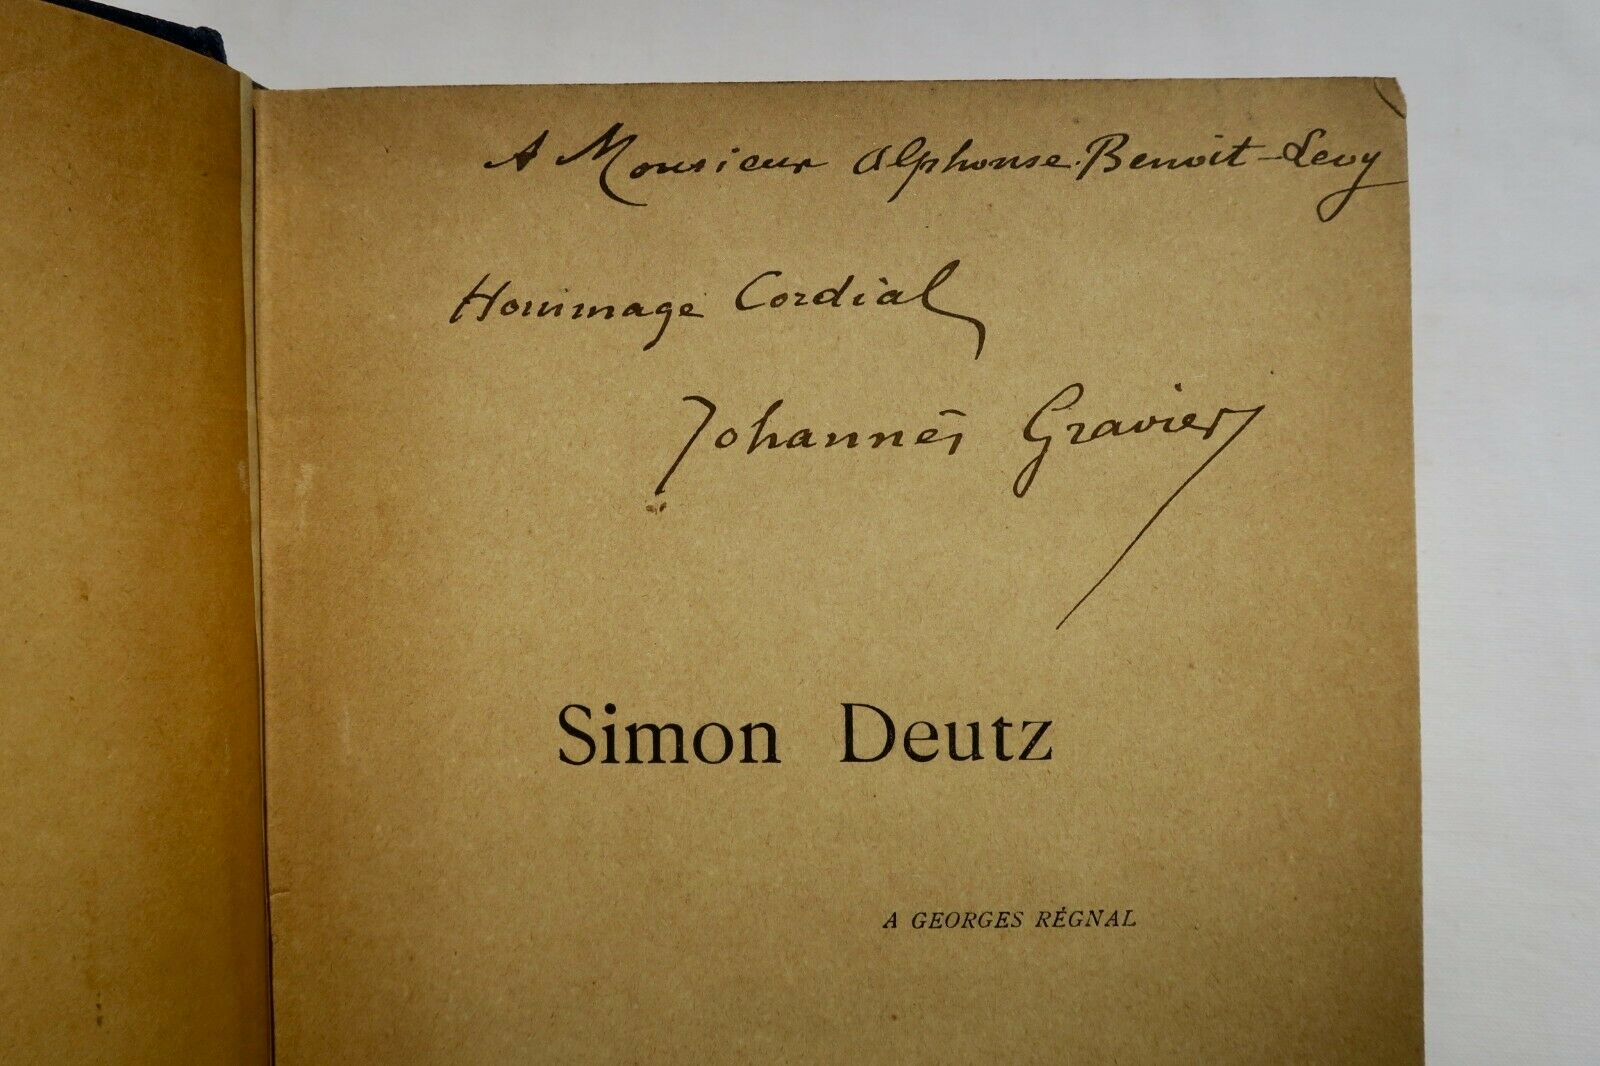 A Monsieur Alphonse Benoit-Levy
Hommage Cordial
Johannès Gravier
Simon Deutz
A GEORGES RÉGNAL